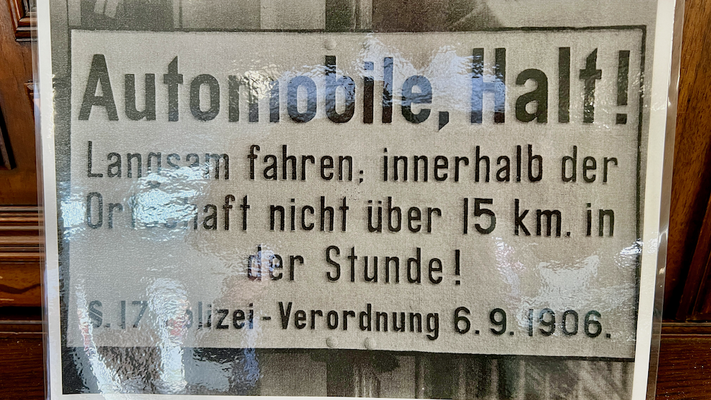 Automobile, Halt!
Langsam fahren; innerhalb der
Ortschaft nicht über 15 km. in
der Stunde!
§. 17 Polizei-Verordnung 6.9.1906.